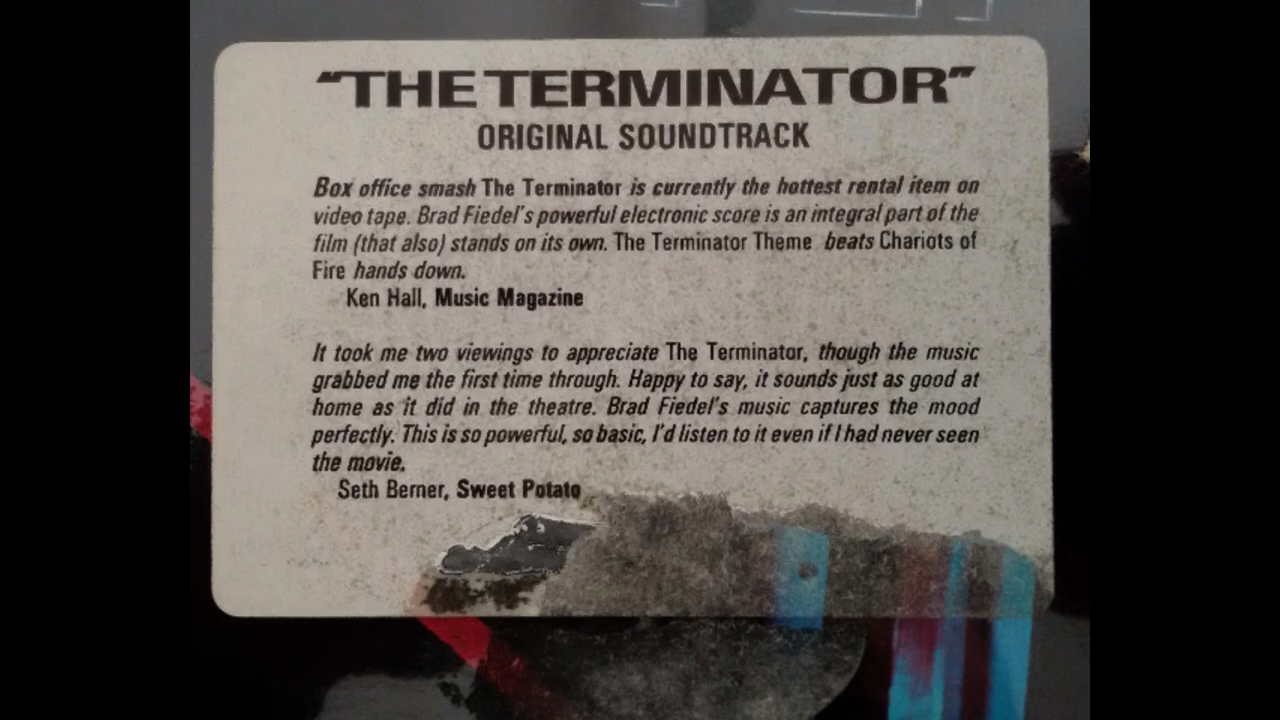 "THE TERMINATOR"
ORIGINAL SOUNDTRACK
Box office smash The Terminator is currently the hottest rental item on
video tape. Brad Fiedel's powerful electronic score is an integral part of the
film (that also) stands on its own. The Terminator Theme beats Chariots of
Fire hands down.
Ken Hall, Music Magazine
It took me two viewings to appreciate The Terminator, though the music
grabbed me the first time through. Happy to say, it sounds just as good at
home as it did in the theatre. Brad Fiedel's music captures the mood
perfectly. This is so powerful, so basic, I'd listen to it even if I had never seen
the movie.
Seth Berner, Sweet Potato